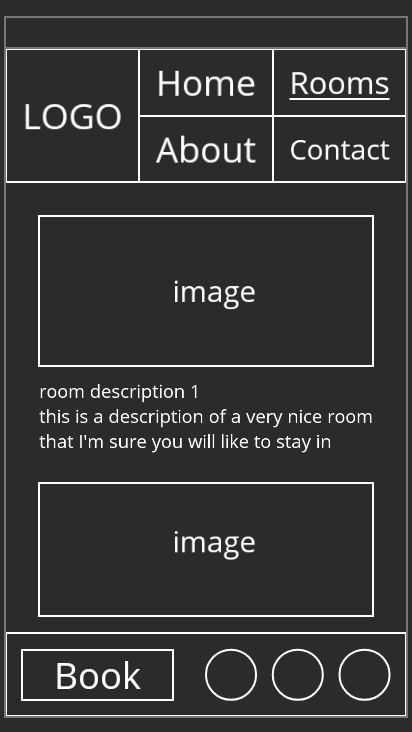 LOGO
Home
Rooms
About
Contact
image
room description 1
this is a description of a very nice room
that I'm sure you will like to stay in
image
Book